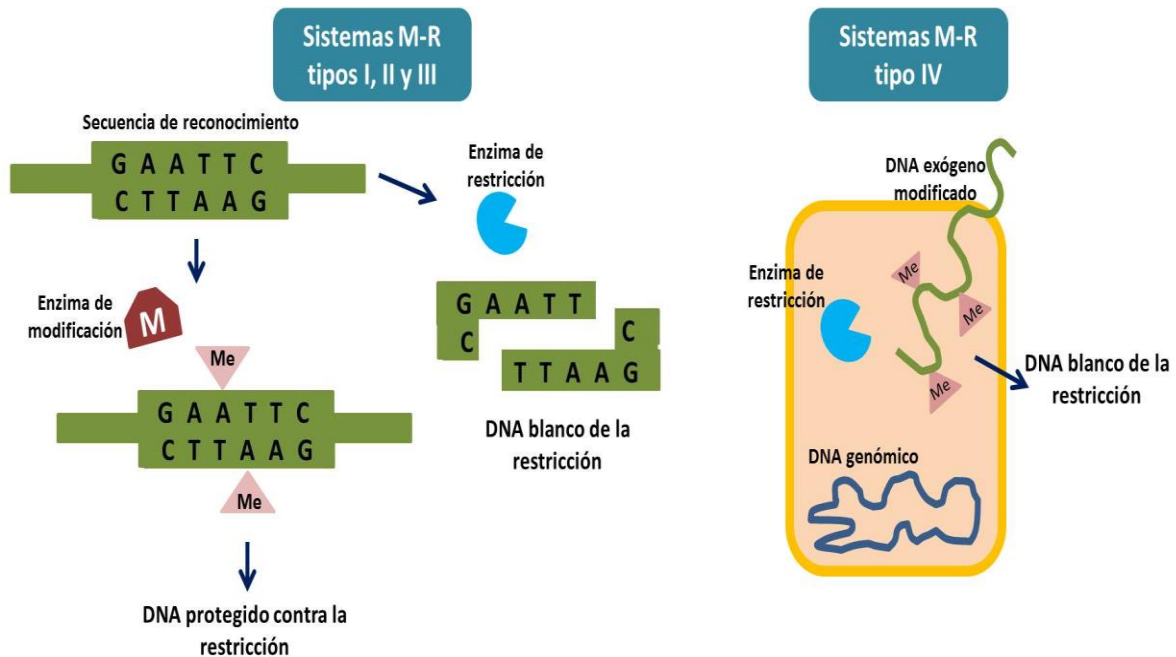 Sistemas M-R
tipos I, II y III
Secuencia de reconocimiento
G A A T T C
C T T A A G
Enzima de
restricción
Enzima de
modificación
M
Me
G A A T T C
C T T A A G
Me
DNA protegido contra la
restricción
G A A T T
C
C
T T A A G
DNA blanco de la
restricción
Sistemas M-R
tipo IV
DNA exógeno
modificado
Enzima de
restricción
Me
Me
Me
DNA blanco de la
restricción
DNA genómico